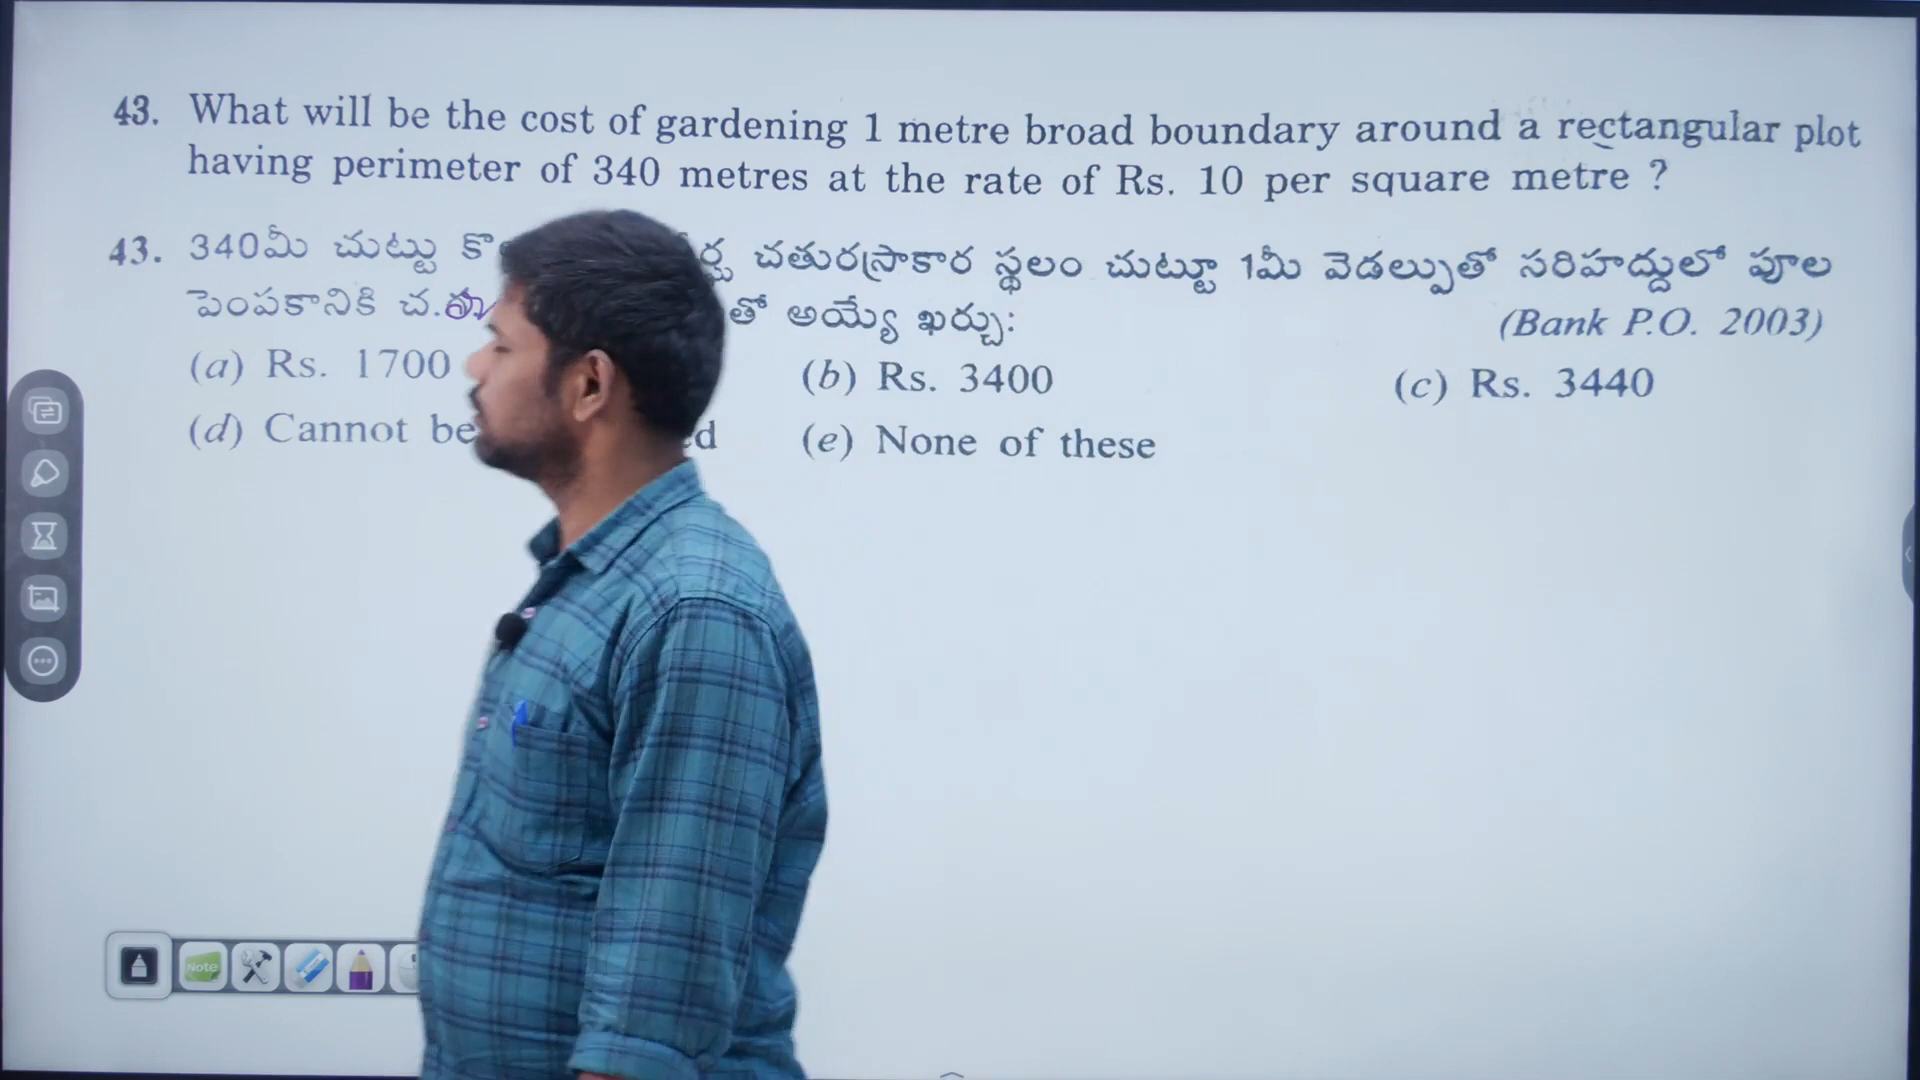 43. What will be the cost of gardening 1 metre broad boundary around a rectangular plot
having perimeter of 340 metres at the rate of Rs. 10 per square metre ?
43. 340మీ చుట్టు చతురస్రాకార స్థలం చుట్టూ 1మీ వెడల్పుతో సరిహద్దులో పూల
పెంపకానికి చ. తో అయ్యే ఖర్చు:
(Bank P.O. 2003)
(a) Rs. 1700 (b) Rs. 3400 (c) Rs. 3440
(d) Cannot be (e) None of these
Note